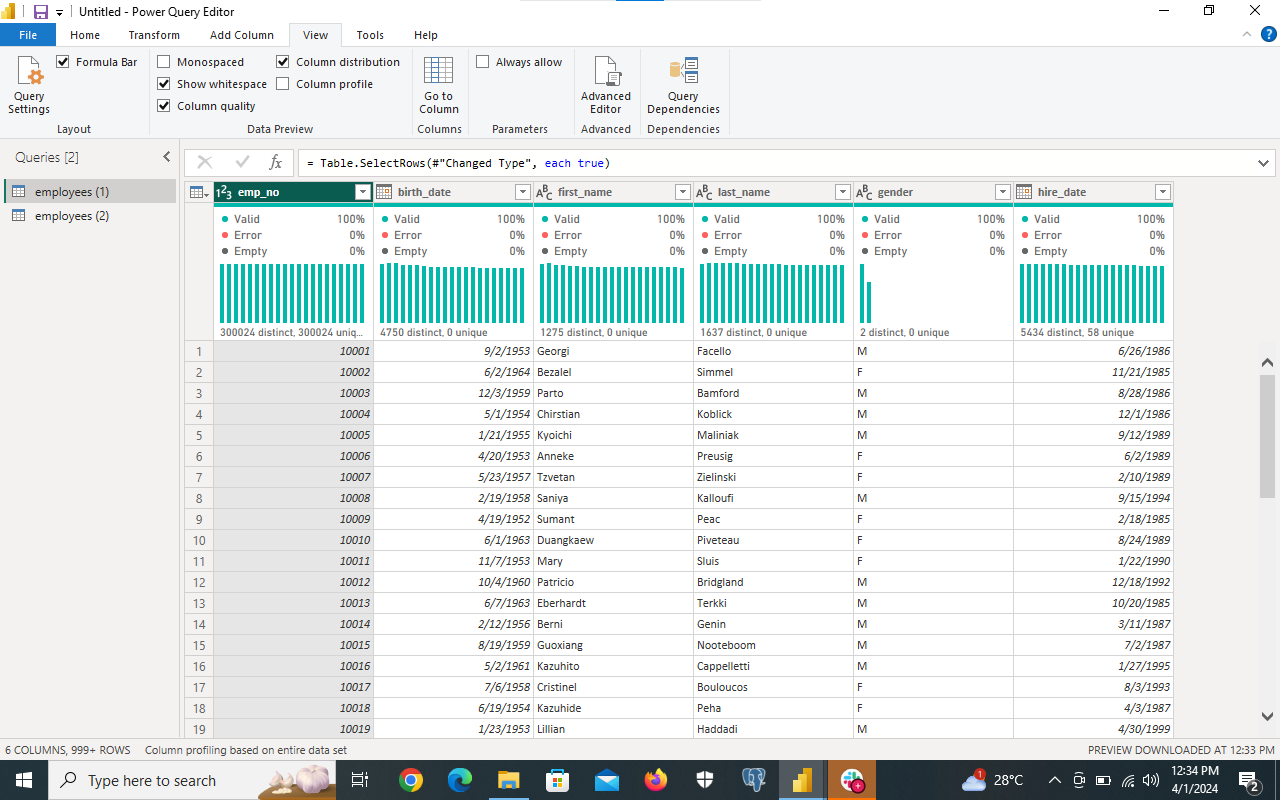 Untitled - Power Query Editor
File Home Transform Add Column View Tools Help
Query Settings
Formula Bar
Layout
Monospaced
Show whitespace
Column quality
Column distribution
Column profile
Data Preview
Go to Column
Columns
Always allow
Parameters
Advanced Editor
Advanced
Query Dependencies
Dependencies
Queries [2]
employees (1)
employees (2)
fx = Table.SelectRows(#"Changed Type", each true)
123 emp_no birth_date ABC first_name ABC last_name ABC gender hire_date
Valid 100% Valid 100% Valid 100% Valid 100% Valid 100% Valid 100%
Error 0% Error 0% Error 0% Error 0% Error 0% Error 0%
Empty 0% Empty 0% Empty 0% Empty 0% Empty 0% Empty 0%
300024 distinct, 300024 uniq... 4750 distinct, 0 unique 1275 distinct, 0 unique 1637 distinct, 0 unique 2 distinct, 0 unique 5434 distinct, 58 unique
1 10001 9/2/1953 Georgi Facello M 6/26/1986
2 10002 6/2/1964 Bezalel Simmel F 11/21/1985
3 10003 12/3/1959 Parto Bamford M 8/28/1986
4 10004 5/1/1954 Chirstian Koblick M 12/1/1986
5 10005 1/21/1955 Kyoichi Maliniak M 9/12/1989
6 10006 4/20/1953 Anneke Preusig F 6/2/1989
7 10007 5/23/1957 Tzvetan Zielinski F 2/10/1989
8 10008 2/19/1958 Saniya Kalloufi M 9/15/1994
9 10009 4/19/1952 Sumant Peac F 2/18/1985
10 10010 6/1/1963 Duangkaew Piveteau F 8/24/1989
11 10011 11/7/1953 Mary Sluis F 1/22/1990
12 10012 10/4/1960 Patricio Bridgland M 12/18/1992
13 10013 6/7/1963 Eberhardt Terkki M 10/20/1985
14 10014 2/12/1956 Berni Genin M 3/11/1987
15 10015 8/19/1959 Guoxiang Nooteboom M 7/2/1987
16 10016 5/2/1961 Kazuhito Cappelletti M 1/27/1995
17 10017 7/6/1958 Cristinel Bouloucos F 8/3/1993
18 10018 6/19/1954 Kazuhide Peha F 4/3/1987
19 10019 1/23/1953 Lillian Haddadi M 4/30/1999
6 COLUMNS, 999+ ROWS Column profiling based on entire data set PREVIEW DOWNLOADED AT 12:33 PM
Type here to search
1 28°C
12:34 PM
4/1/2024
2